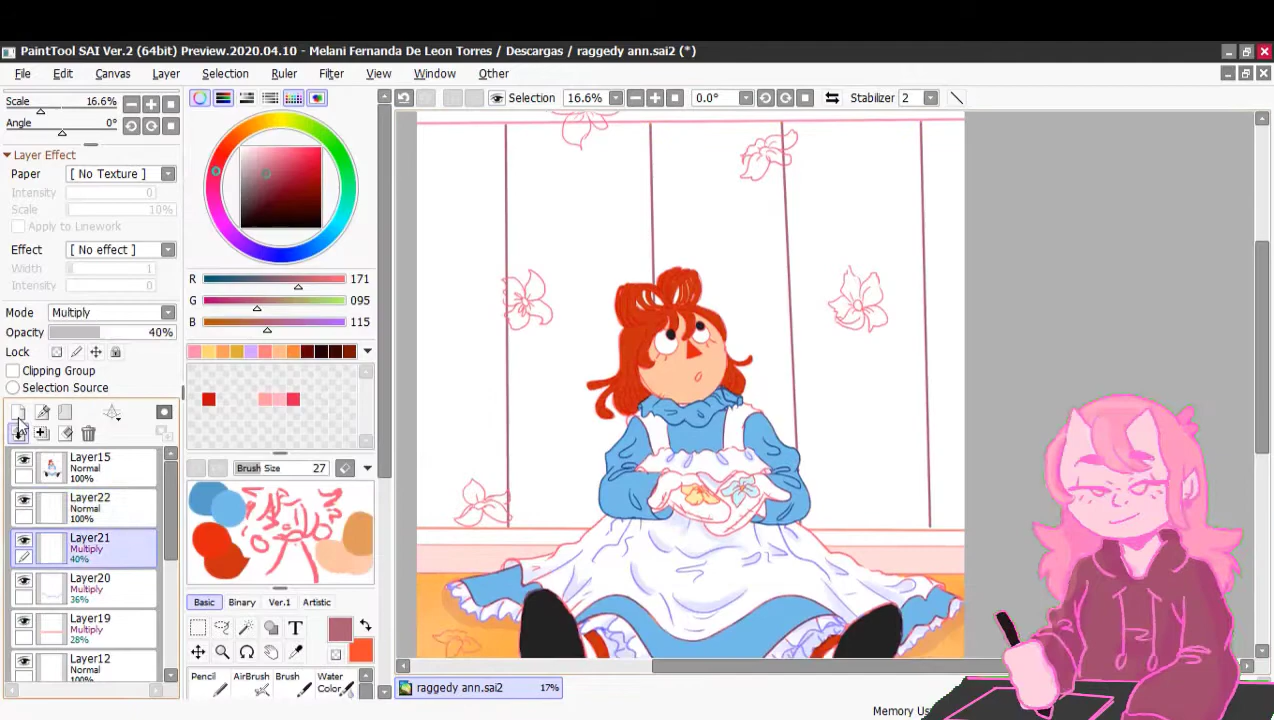 PaintTool SAI Ver.2 (64bit) Preview.2020.04.10 - Melani Fernanda De Leon Torres / Descargas / raggedy ann.sai2 (*)
File Edit Canvas Layer Selection Ruler Filter View Window Other
Scale 16.6%
Angle 0°
Selection 16.6% 0.0° Stabilizer 2
Layer Effect
Paper [ No Texture ]
Intensity 0
Scale 10%
Apply to Linework
Effect [ No effect ]
Width 1
Intensity 0
Mode Multiply
Opacity 40%
Lock
Clipping Group
Selection Source
R 171
G 095
B 115
Layer15
Normal
100%
Layer22
Normal
100%
Layer21
Multiply
40%
Layer20
Multiply
36%
Layer19
Multiply
28%
Layer12
Normal
Brush Size 27
Basic Binary Ver.1 Artistic
T
Pencil AirBrush Brush Water
Color
raggedy ann.sai2 17%
Memory Us